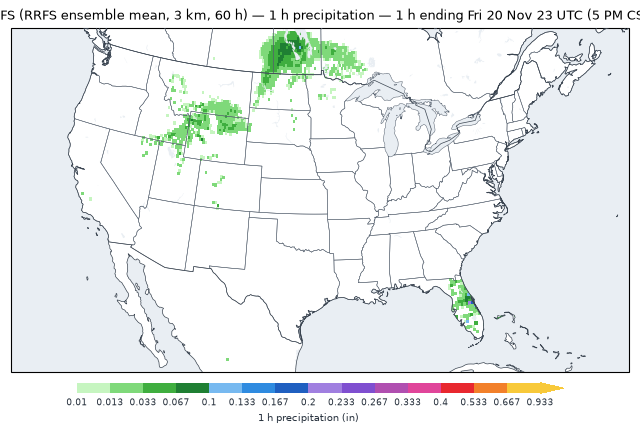 FS (RRFS ensemble mean, 3 km, 60 h) — 1 h precipitation — 1 h ending Fri 20 Nov 23 UTC (5 PM CS
0.01 0.013 0.033 0.067 0.1 0.133 0.167 0.2 0.233 0.267 0.333 0.4 0.533 0.667 0.933
1 h precipitation (in)